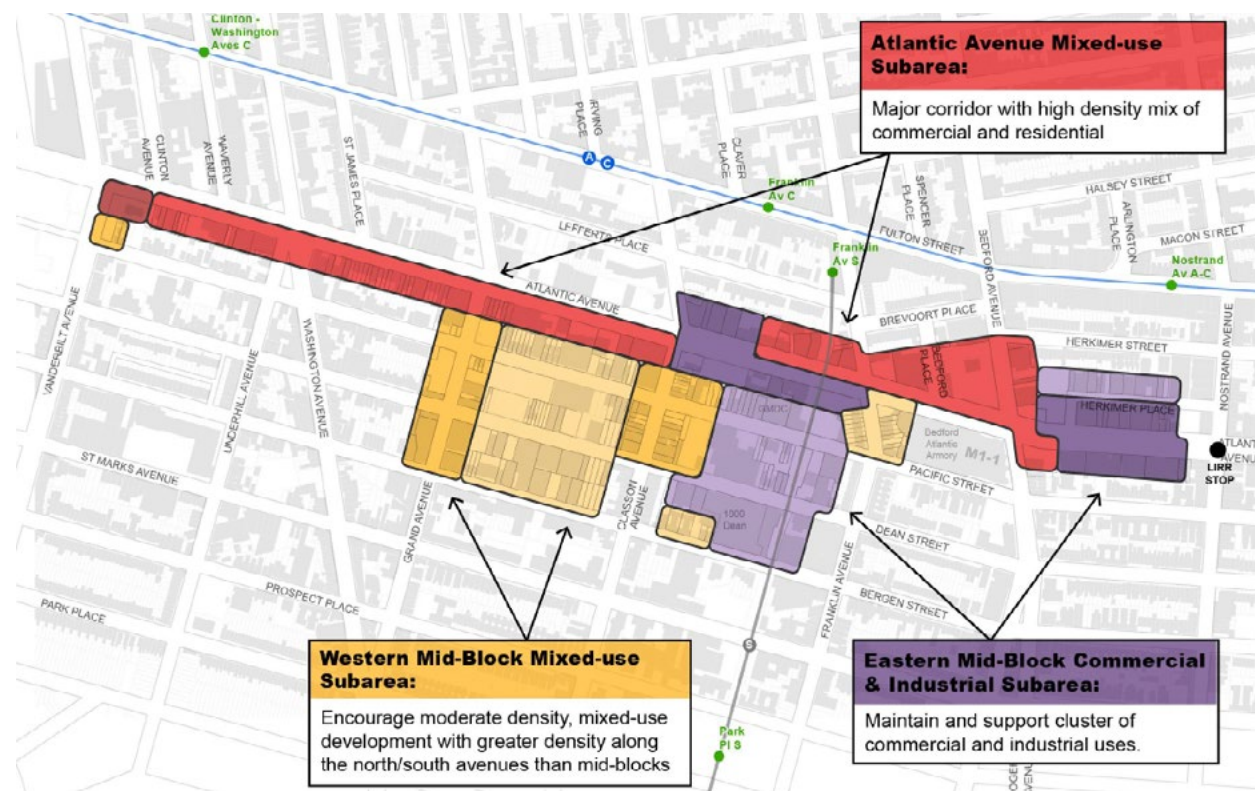 Clinton -
Washington
Aves C
Atlantic Avenue Mixed-use
Subarea:
Major corridor with high density mix of
commercial and residential
CLINTON
AVENUE
WAVERLY
AVENUE
ST JAMES PLACE
IRVING
PLACE
A C
CLAVER
PLACE
Franklin
Av C
SPENCER
PLACE
HALSEY STREET
ARLINGTON
PLACE
MACON STREET
FULTON STREET
BEDFORD AVENUE
LEFFERTS PLACE
Franklin
Av S
Nostrand
Av A-C
ATLANTIC AVENUE
BREVOORT PLACE
HERKIMER STREET
VANDERBILT AVENUE
BEDFORD
PLACE
NOSTRAND AVENUE
UNDERHILL AVENUE
WASHINGTON AVENUE
HERKIMER PLACE
GMDC
Bedford
Atlantic
Armory
M1-1
LIRR
STOP
ST MARKS AVENUE
PACIFIC STREET
GRAND AVENUE
CLASSON
AVENUE
1000
Dean
DEAN STREET
PROSPECT PLACE
FRANKLIN AVENUE
BERGEN STREET
PARK PLACE
S
Western Mid-Block Mixed-use
Subarea:
Encourage moderate density, mixed-use
development with greater density along
the north/south avenues than mid-blocks
Eastern Mid-Block Commercial
& Industrial Subarea:
Maintain and support cluster of
commercial and industrial uses.
Park
Pl S